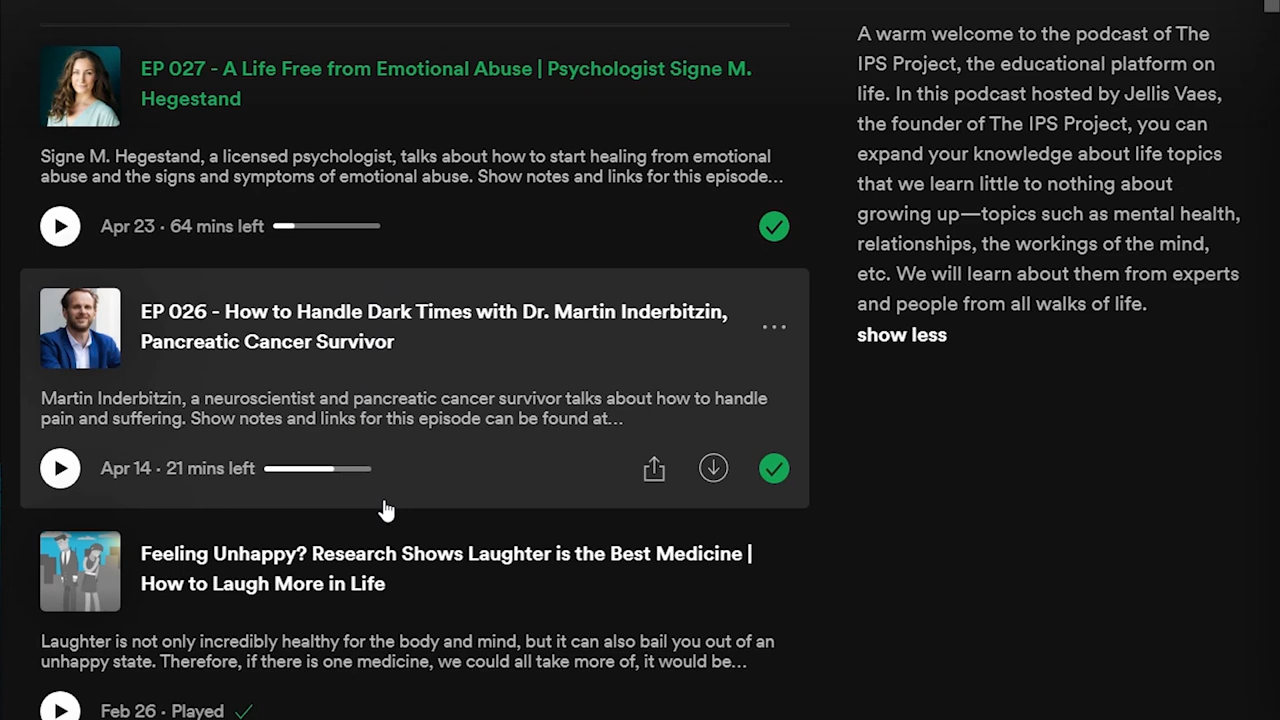 EP 027 - A Life Free from Emotional Abuse | Psychologist Signe M.
Hegestand
Signe M. Hegestand, a licensed psychologist, talks about how to start healing from emotional
abuse and the signs and symptoms of emotional abuse. Show notes and links for this episode...
Apr 23 · 64 mins left
EP 026 - How to Handle Dark Times with Dr. Martin Inderbitzin,
Pancreatic Cancer Survivor
Martin Inderbitzin, a neuroscientist and pancreatic cancer survivor talks about how to handle
pain and suffering. Show notes and links for this episode can be found at...
Apr 14 · 21 mins left
Feeling Unhappy? Research Shows Laughter is the Best Medicine |
How to Laugh More in Life
Laughter is not only incredibly healthy for the body and mind, but it can also bail you out of an
unhappy state. Therefore, if there is one medicine, we could all take more of, it would be...
Feb 26 · Played
A warm welcome to the podcast of The
IPS Project, the educational platform on
life. In this podcast hosted by Jellis Vaes,
the founder of The IPS Project, you can
expand your knowledge about life topics
that we learn little to nothing about
growing up—topics such as mental health,
relationships, the workings of the mind,
etc. We will learn about them from experts
and people from all walks of life.
show less